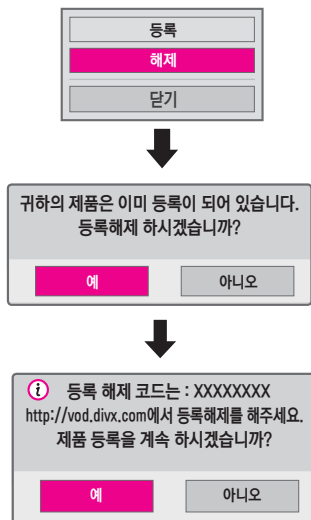 등록
해제
닫기
귀하의 제품은 이미 등록이 되어 있습니다.
등록해제 하시겠습니까?
예
아니오
등록 해제 코드는 : XXXXXXXX
http://vod.divx.com에서 등록해제를 해주세요.
제품 등록을 계속 하시겠습니까?
예
아니오